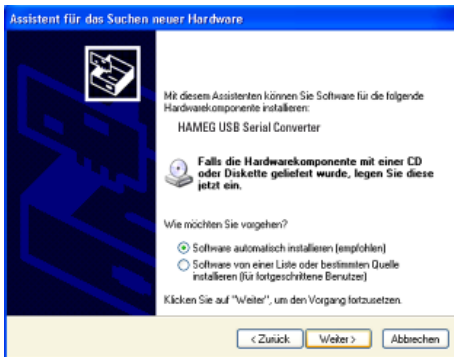 Assistent für das Suchen neuer Hardware
Mit diesem Assistenten können Sie Software für die folgende
Hardwarekomponente installieren:
HAMEG USB Serial Converter
Falls die Hardwarekomponente mit einer CD
oder Diskette geliefert wurde, legen Sie diese
jetzt ein.
Wie möchten Sie vorgehen?
Software automatisch installieren (empfohlen)
Software von einer Liste oder bestimmten Quelle
installieren (für fortgeschrittene Benutzer)
Klicken Sie auf "Weiter", um den Vorgang fortzusetzen.
< Zurück Weiter > Abbrechen